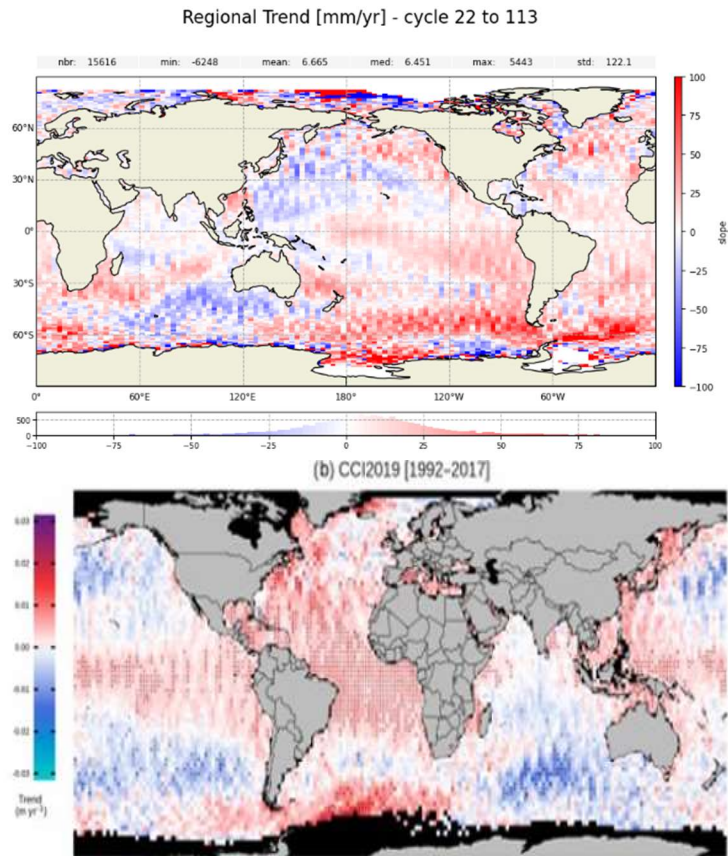 Regional Trend [mm/yr] - cycle 22 to 113
nbr: 15616 min: -6248 mean: 6.665 med: 6.451 max: 5443 std: 122.1
100
75
50
25
0
−25
−50
−75
−100
slope
60°N
30°N
0°
30°S
60°S
0° 60°E 120°E 180° 120°W 60°W
500
0
−100 −75 −50 −25 0 25 50 75 100
(b) CCI2019 [1992–2017]
0.03
0.02
0.01
0.00
-0.01
-0.02
-0.03
Trend
(m yr⁻¹)